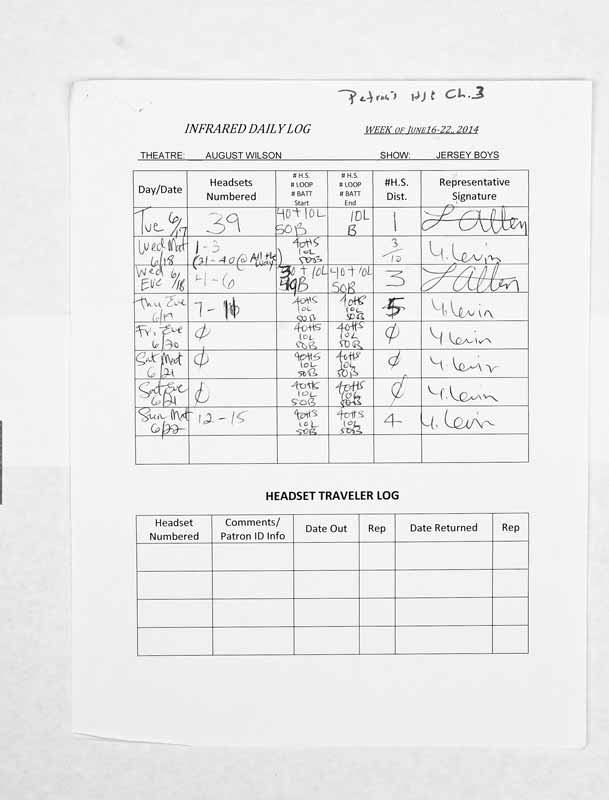 Ch. 3
INFRARED DAILY LOG WEEK OF JUNE16-22, 2014
THEATRE: AUGUST WILSON SHOW: JERSEY BOYS
Day/Date Headsets Numbered # H.S. # LOOP # BATT Start # H.S. # LOOP # BATT End #H.S. Dist. Representative Signature
Tue 6/17 39 40+10L 50B 10L B 1 L Allen
Wed Mat 6/18 1-3 (21-40 @ All the way) 40HS 10L 50B 3/10 Y. Levin
Wed Eve 6/18 4-6 30+10L 49B 40+10L 50B 3 L Allen
Thu Eve 6/19 7-11 40HS 10L 50B 40HS 10L 50B 5 Y. Levin
Fri. Eve 6/20 ∅ 40HS 10L 50B 40HS 10L 50B ∅ Y. Levin
Sat Mat 6/21 ∅ 40HS 10L 50B 40HS 10L 50B ∅ Y. Levin
Sat Eve 6/21 ∅ 40HS 10L 50B 40HS 10L 50B ∅ Y. Levin
Sun Mat 6/22 12-15 40HS 10L 50B 40HS 10L 50B 4 Y. Levin
HEADSET TRAVELER LOG
Headset Numbered Comments/ Patron ID Info Date Out Rep Date Returned Rep